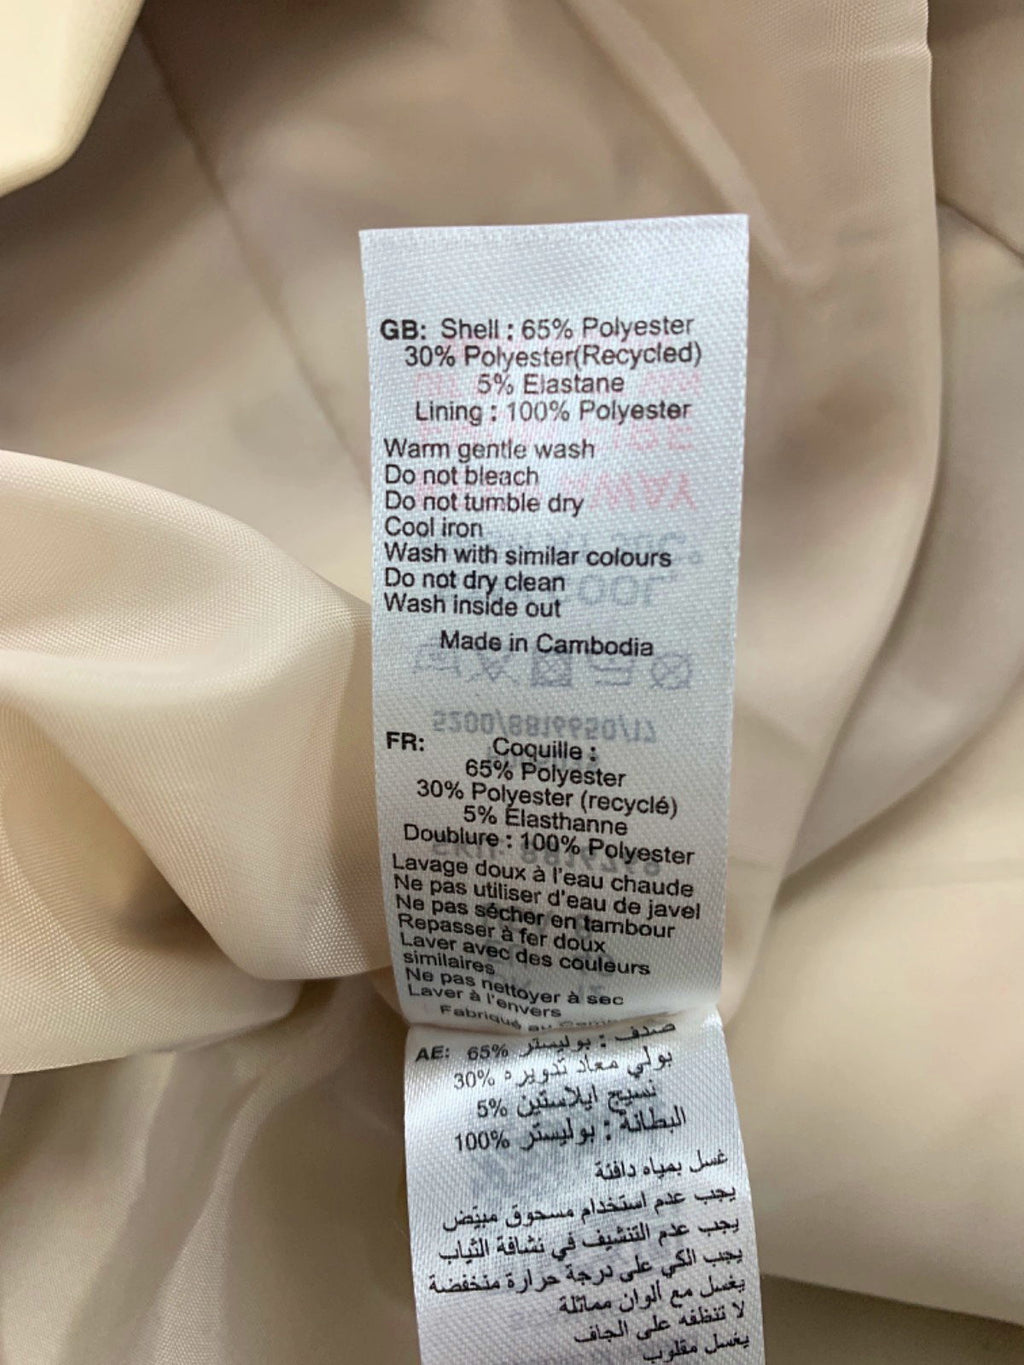 GB: Shell : 65% Polyester
30% Polyester(Recycled)
5% Elastane
Lining : 100% Polyester
Warm gentle wash
Do not bleach
Do not tumble dry
Cool iron
Wash with similar colours
Do not dry clean
Wash inside out
Made in Cambodia
FR: Coquille :
65% Polyester
30% Polyester (recyclé)
5% Élasthanne
Doublure : 100% Polyester
Lavage doux à l'eau chaude
Ne pas utiliser d'eau de javel
Ne pas sécher en tambour
Repasser à fer doux
Laver avec des couleurs
similaires
Ne pas nettoyer à sec
Laver à l'envers
Fabriqué au
AE: صدف : بوليستر 65%
بولي معاد تدويره 30%
نسيج ايلاستين 5%
البطانة : بوليستر 100%
غسل بمياه دافئة
يجب عدم استخدام مسحوق مبيّض
يجب عدم التنشيف في نشافة الثياب
يجب الكي على درجة حرارة منخفضة
يغسل مع ألوان مماثلة
لا تنظفه على الجاف
يغسل مقلوب